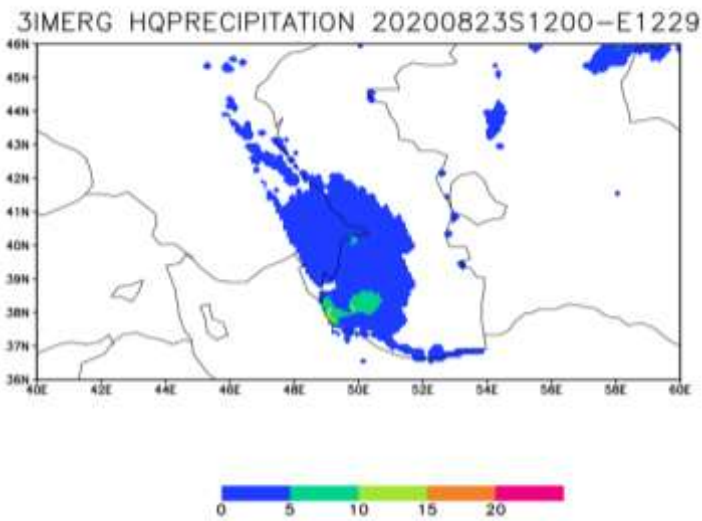 3IMERG HQPRECIPITATION 20200823S1200-E1229
46N
45N
44N
43N
42N
41N
40N
39N
38N
37N
36N
40E 42E 44E 46E 48E 50E 52E 54E 56E 58E 60E
0 5 10 15 20